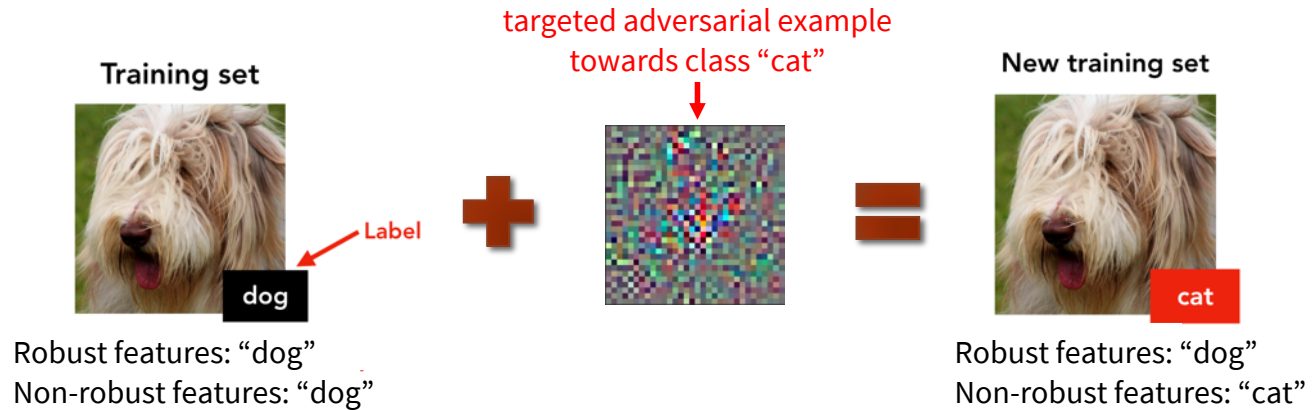 targeted adversarial example
towards class “cat”
Training set
New training set
Label
dog
cat
Robust features: “dog”
Non-robust features: “dog”
Robust features: “dog”
Non-robust features: “cat”